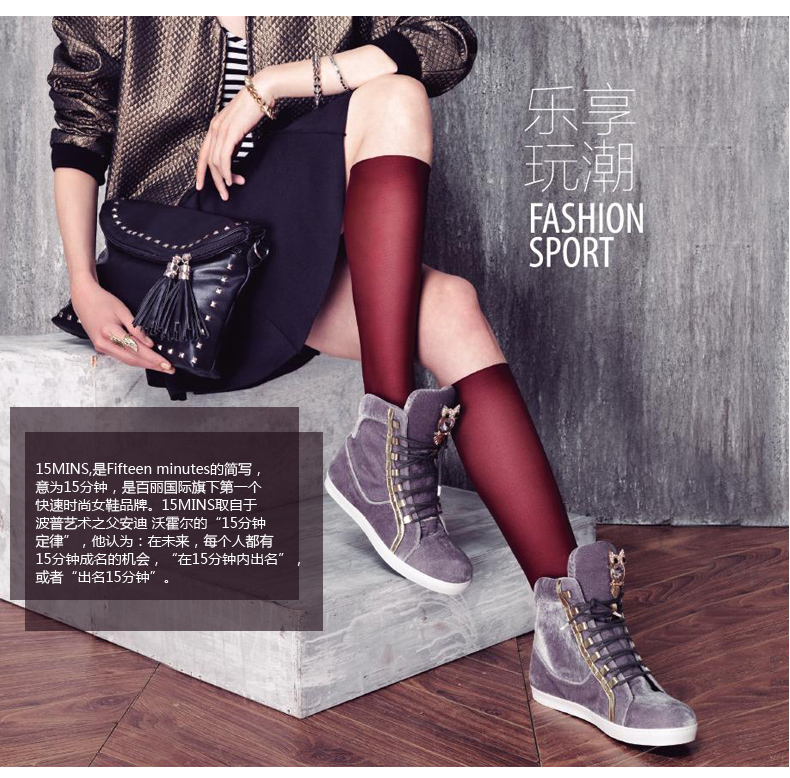 乐享
玩潮
FASHION
SPORT
15MINS,是Fifteen minutes的简写，
意为15分钟，是百丽国际旗下第一个
快速时尚女鞋品牌。15MINS取自于
波普艺术之父安迪 沃霍尔的“15分钟
定律”，他认为：在未来，每个人都有
15分钟成名的机会，“在15分钟内出名”，
或者“出名15分钟”。